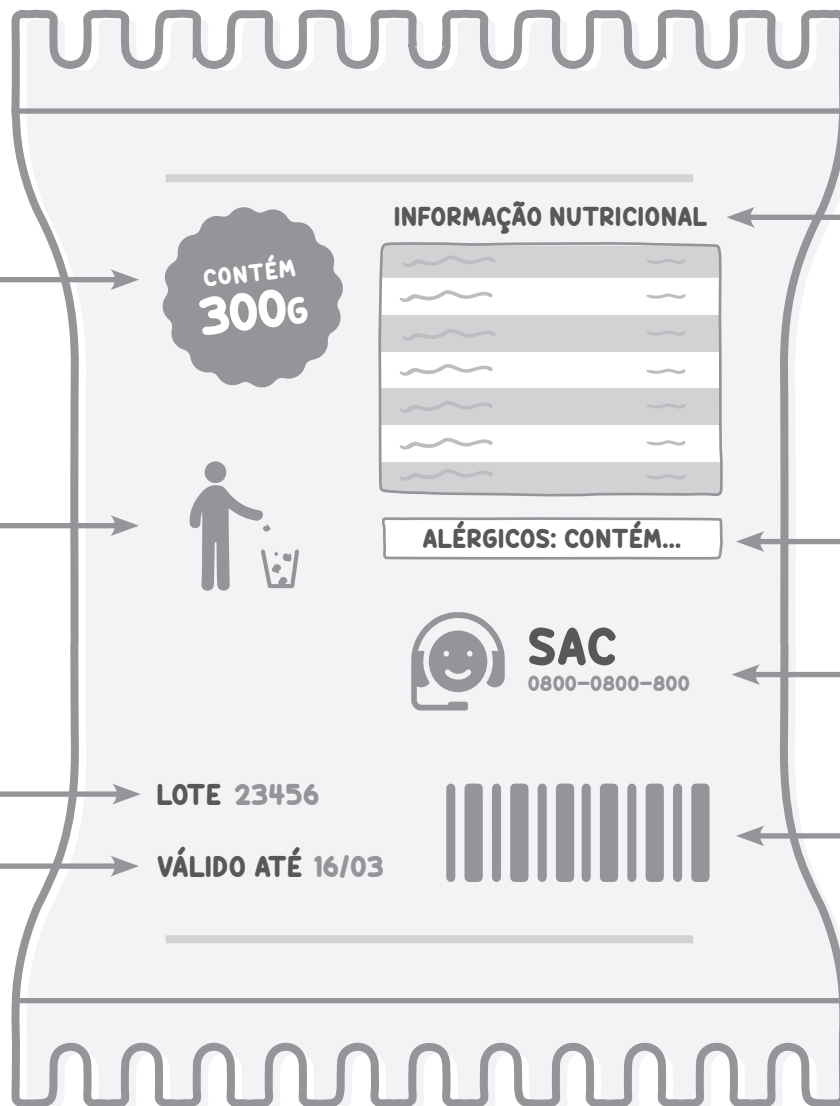 INFORMAÇÃO NUTRICIONAL
CONTÉM
300G
ALÉRGICOS: CONTÉM...
SAC
0800-0800-800
LOTE 23456
VÁLIDO ATÉ 16/03